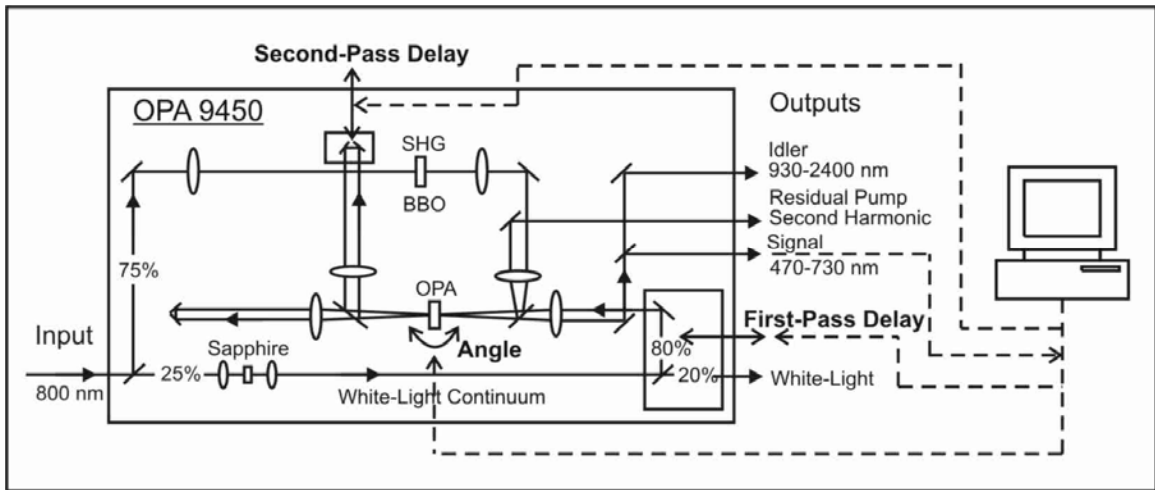 Second-Pass Delay
OPA 9450
Outputs
SHG
BBO
Idler
930-2400 nm
Residual Pump
Second Harmonic
Signal
470-730 nm
75%
OPA
Angle
First-Pass Delay
Input
800 nm
25%
Sapphire
White-Light Continuum
80%
20%
White-Light